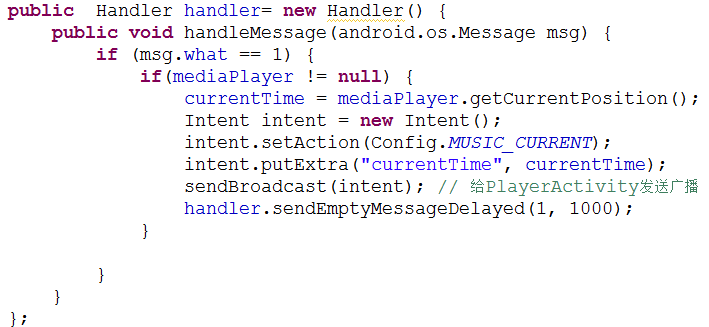 public  Handler handler= new Handler() {
    public void handleMessage(android.os.Message msg) {
        if (msg.what == 1) {
            if(mediaPlayer != null) {
                currentTime = mediaPlayer.getCurrentPosition();
                Intent intent = new Intent();
                intent.setAction(Config.MUSIC_CURRENT);
                intent.putExtra("currentTime", currentTime);
                sendBroadcast(intent); // 给PlayerActivity发送广播
                handler.sendEmptyMessageDelayed(1, 1000);
            }

        }
    }
};